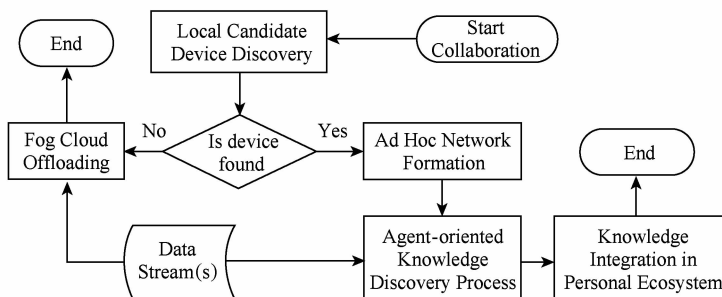 End
Local Candidate
Device Discovery
Start
Collaboration
Fog Cloud
Offloading
No
Is device
found
Yes
Ad Hoc Network
Formation
End
Data
Stream(s)
Agent-oriented
Knowledge
Discovery Process
Knowledge
Integration in
Personal Ecosystem